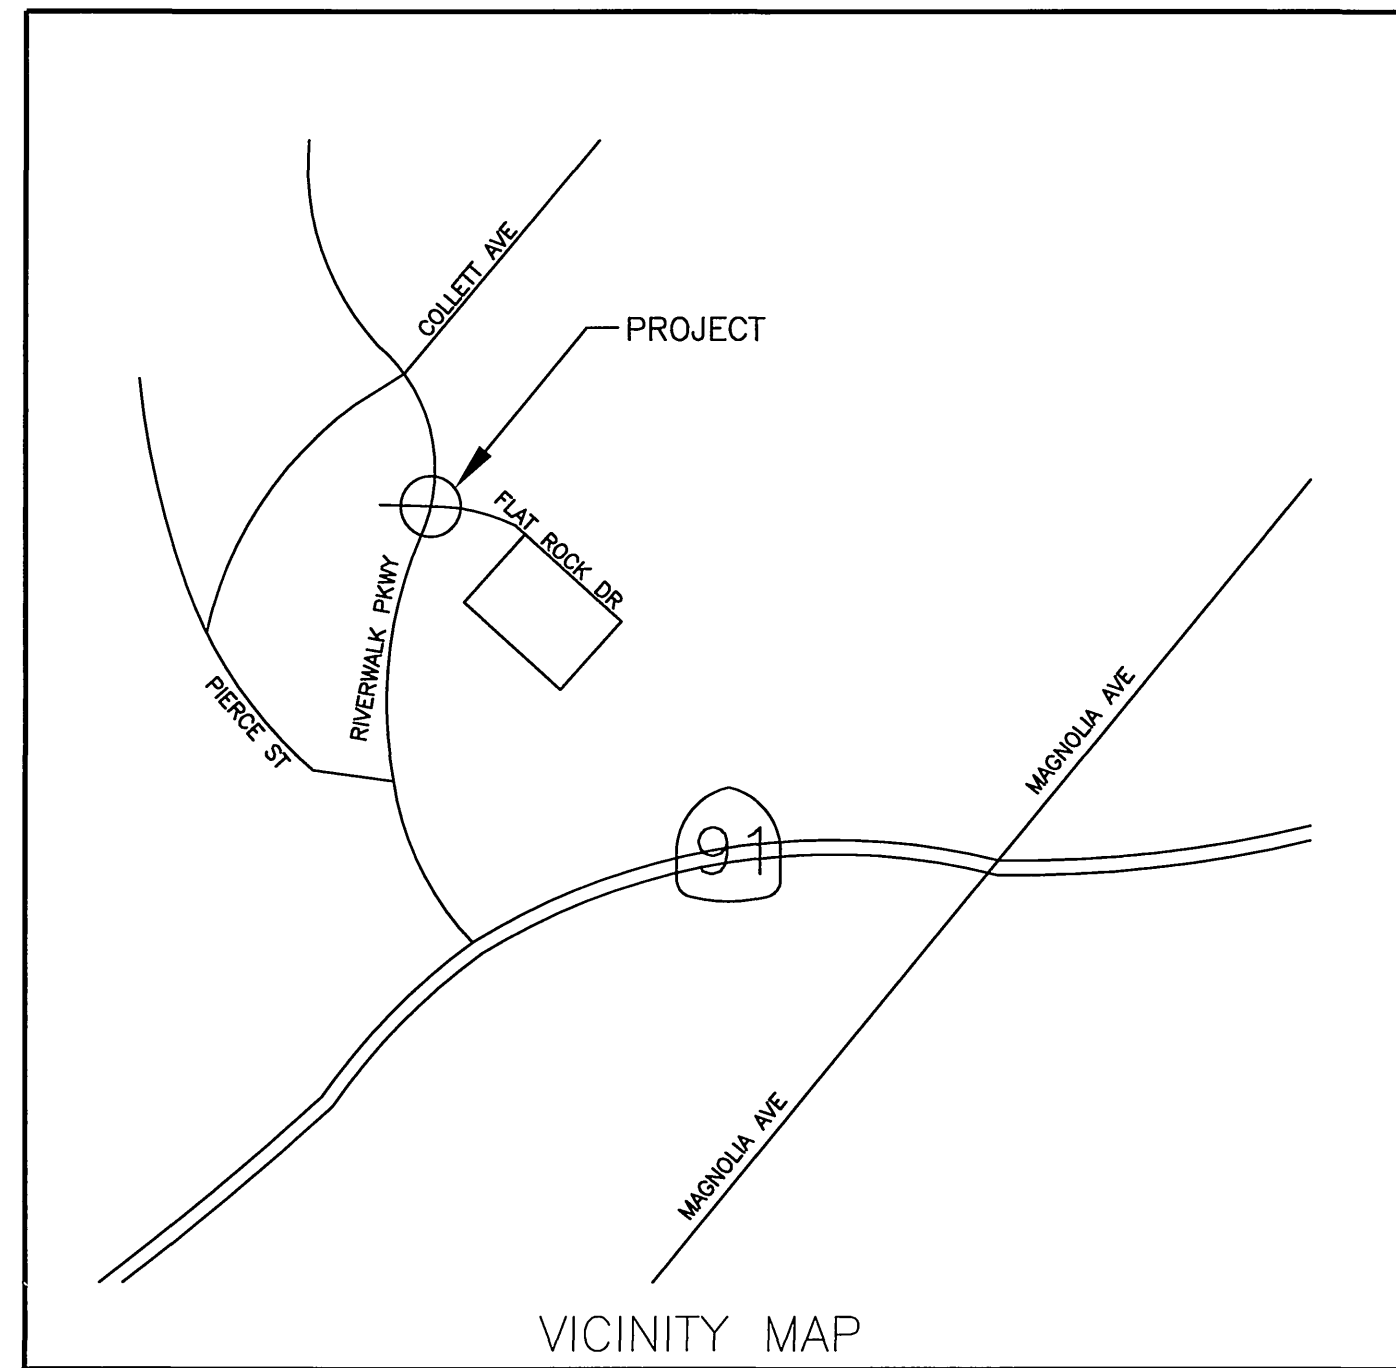 COLLETT AVE
PROJECT
FLAT ROCK DR
RIVERWALK PKWY
PIERCE ST
MAGNOLIA AVE
91
MAGNOLIA AVE
VICINITY MAP